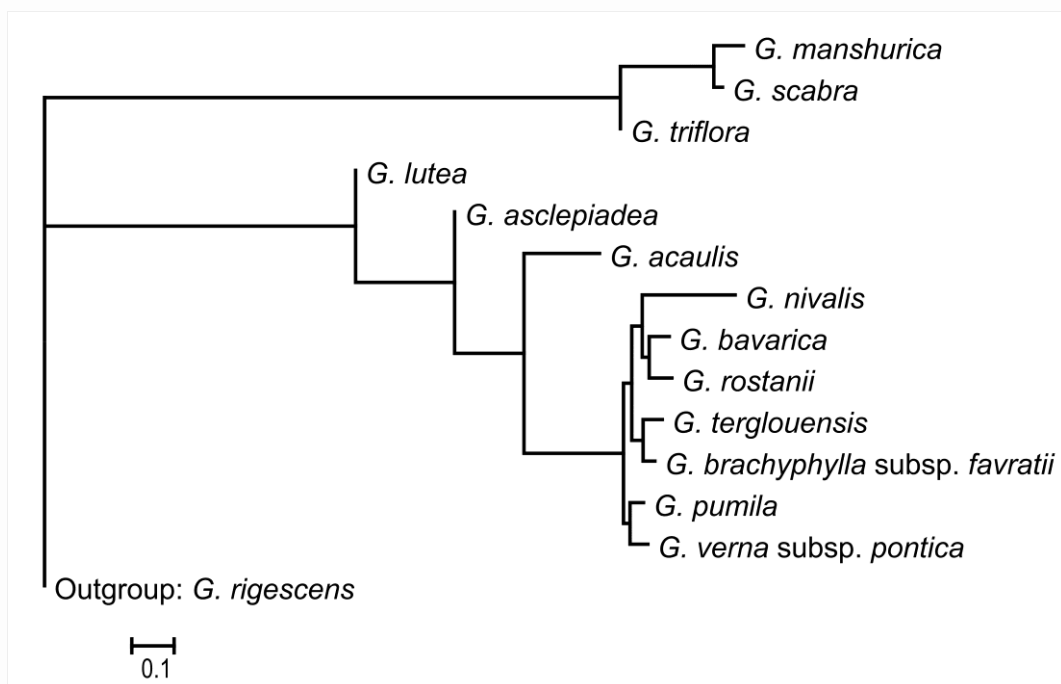 G. manshurica
G. scabra
G. triflora
G. lutea
G. asclepiadea
G. acaulis
G. nivalis
G. bavarica
G. rostanii
G. terglouensis
G. brachyphylla subsp. favratii
G. pumila
G. verna subsp. pontica
Outgroup: G. rigescens
0.1